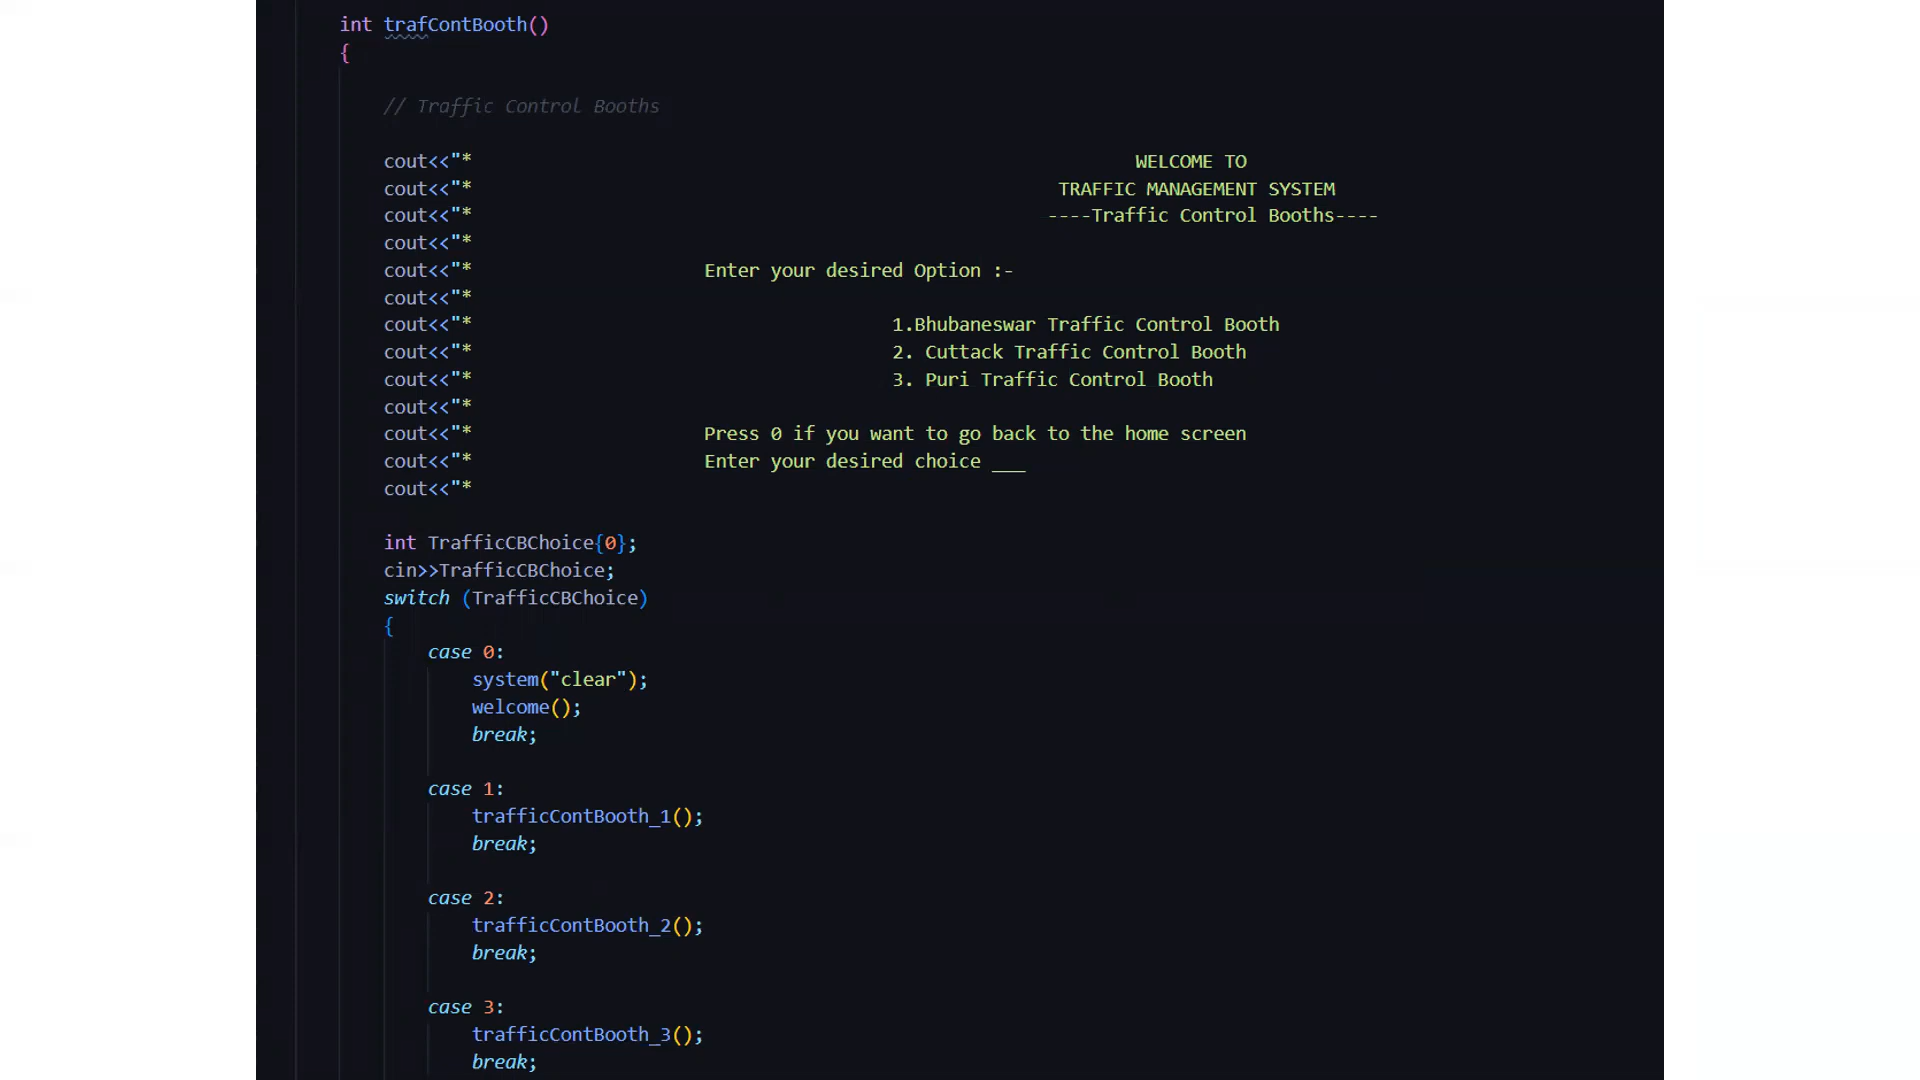 int trafContBooth()
{
// Traffic Control Booths
cout<<"* WELCOME TO
cout<<"* TRAFFIC MANAGEMENT SYSTEM
cout<<"* ----Traffic Control Booths----
cout<<"*
cout<<"* Enter your desired Option :-
cout<<"*
cout<<"* 1.Bhubaneswar Traffic Control Booth
cout<<"* 2. Cuttack Traffic Control Booth
cout<<"* 3. Puri Traffic Control Booth
cout<<"*
cout<<"* Press 0 if you want to go back to the home screen
cout<<"* Enter your desired choice ___
cout<<"*
int TrafficCBChoice{0};
cin>>TrafficCBChoice;
switch (TrafficCBChoice)
{
case 0:
system("clear");
welcome();
break;
case 1:
trafficContBooth_1();
break;
case 2:
trafficContBooth_2();
break;
case 3:
trafficContBooth_3();
break;